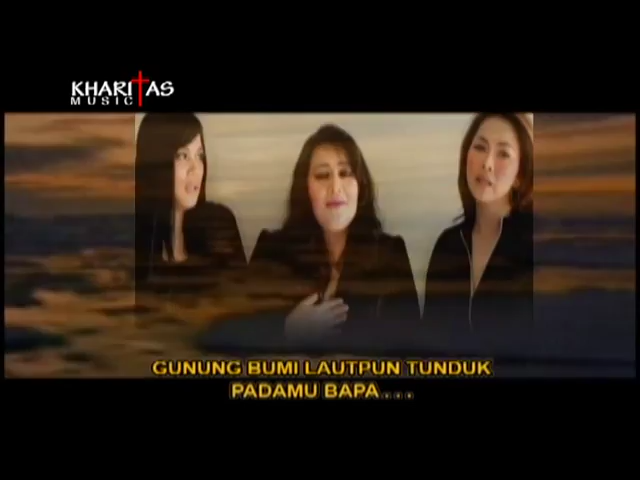 KHARITAS
MUSIC
GUNUNG BUMI LAUTPUN TUNDUK
PADAMU BAPA . . .